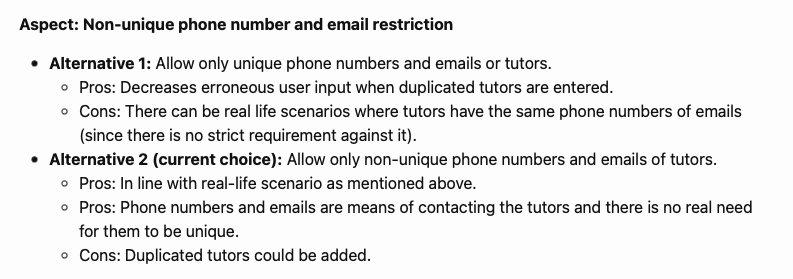 Aspect: Non-unique phone number and email restriction
• Alternative 1: Allow only unique phone numbers and emails or tutors.
◦ Pros: Decreases erroneous user input when duplicated tutors are entered.
◦ Cons: There can be real life scenarios where tutors have the same phone numbers of emails
(since there is no strict requirement against it).
• Alternative 2 (current choice): Allow only non-unique phone numbers and emails of tutors.
◦ Pros: In line with real-life scenario as mentioned above.
◦ Pros: Phone numbers and emails are means of contacting the tutors and there is no real need
for them to be unique.
◦ Cons: Duplicated tutors could be added.